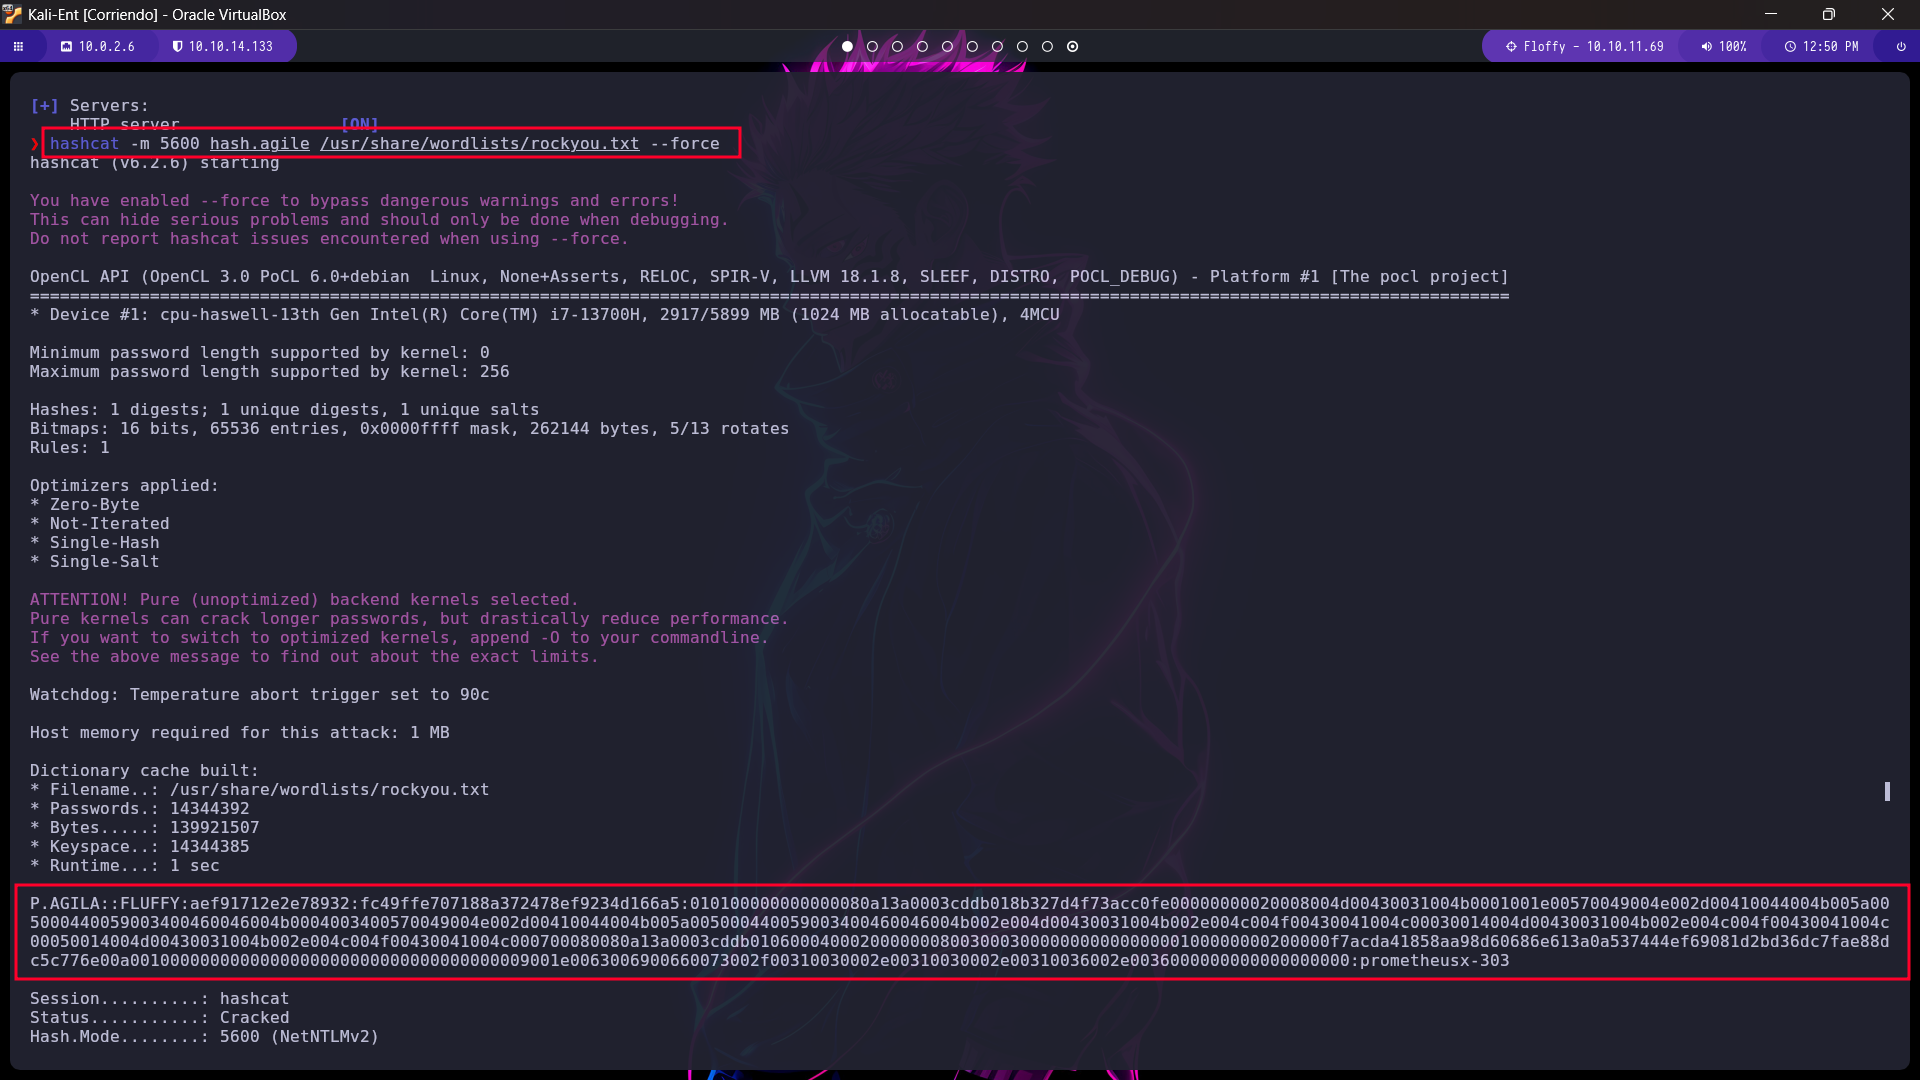 Kali-Ent [Corriendo] - Oracle VirtualBox
10.0.2.6 10.10.14.133 Floffy - 10.10.11.69 100% 12:50 PM
[+] Servers:
HTTP server [ON]
❯ hashcat -m 5600 hash.agile /usr/share/wordlists/rockyou.txt --force
hashcat (v6.2.6) starting
You have enabled --force to bypass dangerous warnings and errors!
This can hide serious problems and should only be done when debugging.
Do not report hashcat issues encountered when using --force.
OpenCL API (OpenCL 3.0 PoCL 6.0+debian  Linux, None+Asserts, RELOC, SPIR-V, LLVM 18.1.8, SLEEF, DISTRO, POCL_DEBUG) - Platform #1 [The pocl project]
====================================================================================================================================================
* Device #1: cpu-haswell-13th Gen Intel(R) Core(TM) i7-13700H, 2917/5899 MB (1024 MB allocatable), 4MCU
Minimum password length supported by kernel: 0
Maximum password length supported by kernel: 256
Hashes: 1 digests; 1 unique digests, 1 unique salts
Bitmaps: 16 bits, 65536 entries, 0x0000ffff mask, 262144 bytes, 5/13 rotates
Rules: 1
Optimizers applied:
* Zero-Byte
* Not-Iterated
* Single-Hash
* Single-Salt
ATTENTION! Pure (unoptimized) backend kernels selected.
Pure kernels can crack longer passwords, but drastically reduce performance.
If you want to switch to optimized kernels, append -O to your commandline.
See the above message to find out about the exact limits.
Watchdog: Temperature abort trigger set to 90c
Host memory required for this attack: 1 MB
Dictionary cache built:
* Filename..: /usr/share/wordlists/rockyou.txt
* Passwords.: 14344392
* Bytes.....: 139921507
* Keyspace..: 14344385
* Runtime...: 1 sec
P.AGILA::FLUFFY:aef91712e2e78932:fc49ffe707188a372478ef9234d166a5:010100000000000080a13a0003cddb018b327d4f73acc0fe00000000020008004d00430031004b0001001e00570049004e002d00410044004b005a00
50004400590034004600460004b0004003400570049004e002d00410044004b005a005000440059003400460046004b002e004d00430031004b002e004c004f00430041004c00030014004d00430031004b002e004c004f00430041004c
00050014004d00430031004b002e004c004f00430041004c000700080080a13a0003cddb0106000400020000000800300030000000000000000100000000200000f7acda41858aa98d60686e613a0a537444ef69081d2bd36dc7fae88d
c5c776e00a0010000000000000000000000000000000000009001e0063006900660073002f00310030002e00310030002e00310036002e0036000000000000000000:prometheusx-303
Session..........: hashcat
Status...........: Cracked
Hash.Mode........: 5600 (NetNTLMv2)